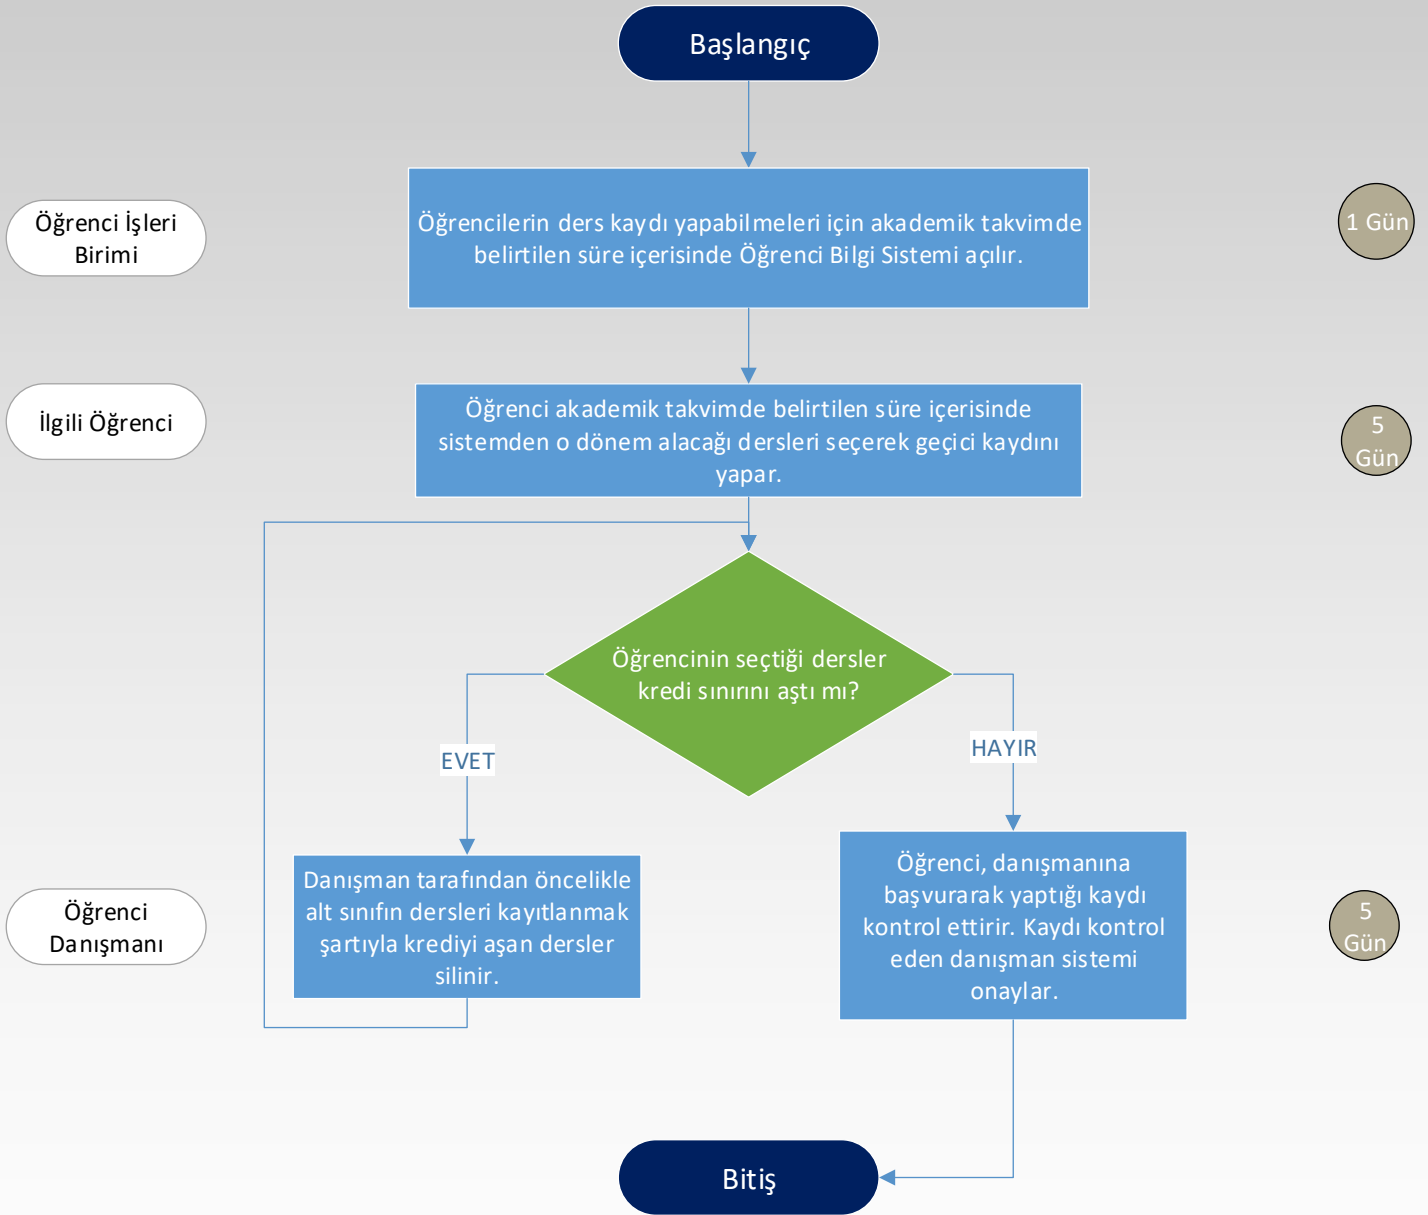 Başlangıç
Öğrenci İşleri
Birimi
Öğrencilerin ders kaydı yapabilmeleri için akademik takvimde
belirtilen süre içerisinde Öğrenci Bilgi Sistemi açılır.
1 Gün
İlgili Öğrenci
Öğrenci akademik takvimde belirtilen süre içerisinde
sistemden o dönem alacağı dersleri seçerek geçici kaydını
yapar.
5
Gün
Öğrencinin seçtiği dersler
kredi sınırını aştı mı?
EVET
HAYIR
Öğrenci
Danışmanı
Danışman tarafından öncelikle
alt sınıfın dersleri kayıtlanmak
şartıyla krediyi aşan dersler
silinir.
Öğrenci, danışmanına
başvurarak yaptığı kaydı
kontrol ettirir. Kaydı kontrol
eden danışman sistemi
onaylar.
5
Gün
Bitiş